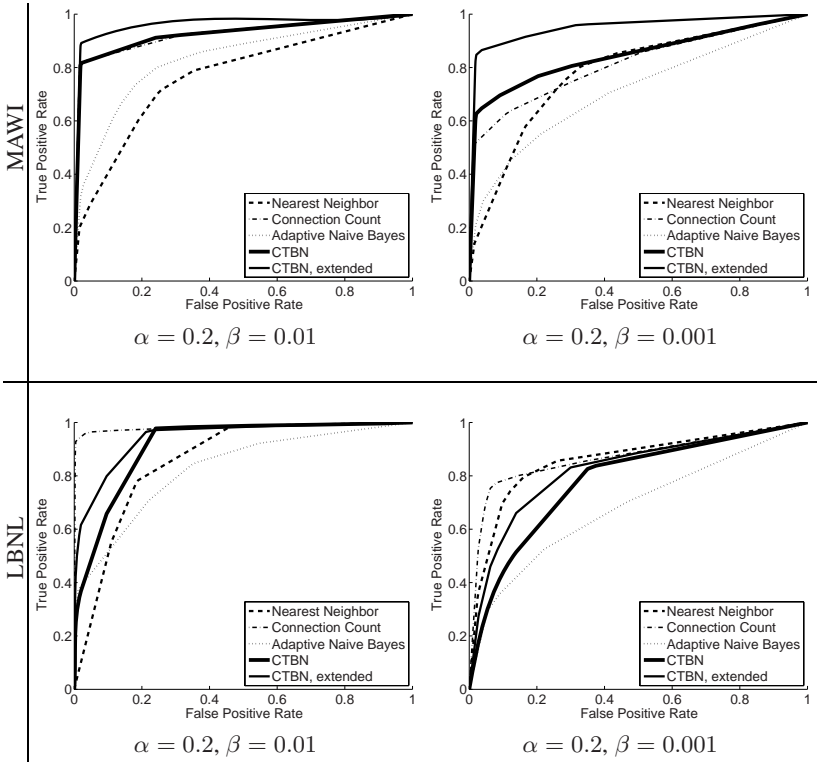 MAWI
True Positive Rate
1
0.8
0.6
0.4
0.2
0
0.2
0.4
0.6
0.8
1
False Positive Rate
Nearest Neighbor
Connection Count
Adaptive Naive Bayes
CTBN
CTBN, extended
α = 0.2, β = 0.01
True Positive Rate
1
0.8
0.6
0.4
0.2
0
0
0.2
0.4
0.6
0.8
1
False Positive Rate
Nearest Neighbor
Connection Count
Adaptive Naive Bayes
CTBN
CTBN, extended
α = 0.2, β = 0.001
LBNL
True Positive Rate
1
0.8
0.6
0.4
0.2
0
0
0.2
0.4
0.6
0.8
1
False Positive Rate
Nearest Neighbor
Connection Count
Adaptive Naive Bayes
CTBN
CTBN, extended
α = 0.2, β = 0.01
True Positive Rate
1
0.8
0.6
0.4
0.2
0
0
0.2
0.4
0.6
0.8
1
False Positive Rate
Nearest Neighbor
Connection Count
Adaptive Naive Bayes
CTBN
CTBN, extended
α = 0.2, β = 0.001